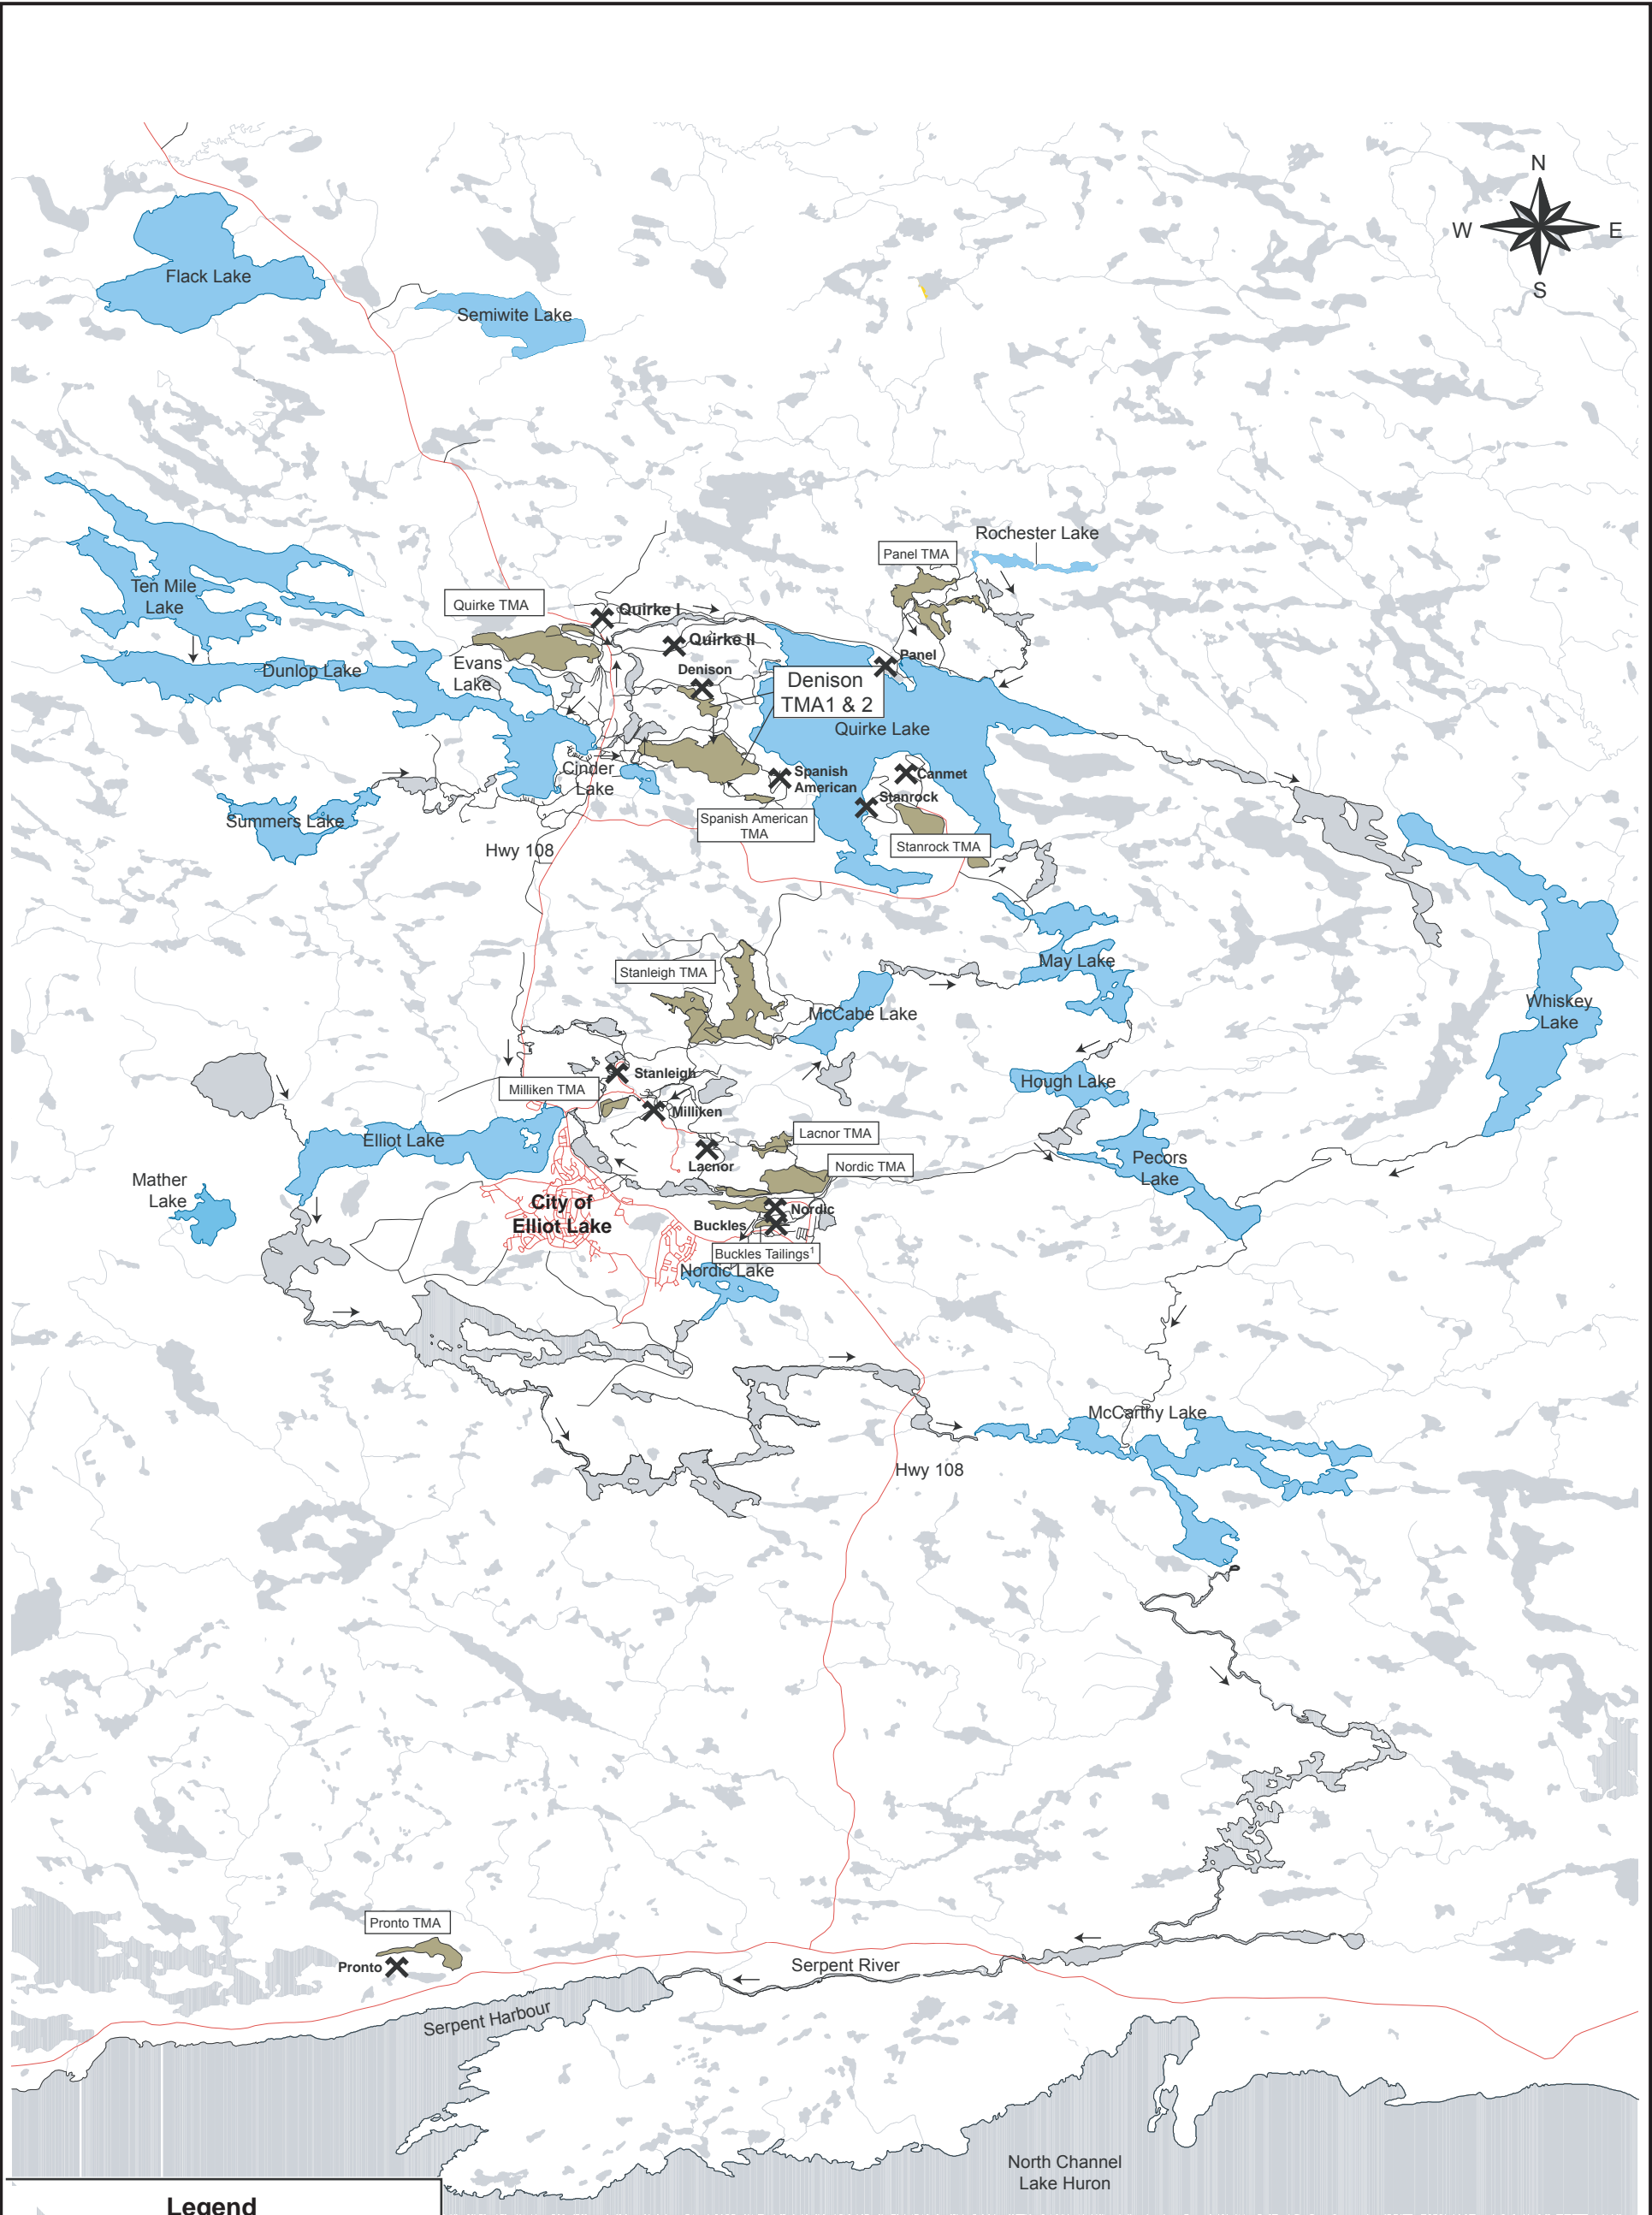 N
W
E
S
Flack Lake
Semiwite Lake
Rochester Lake
Panel TMA
Ten Mile
Lake
Quirke TMA
Quirke I
Quirke II
Panel
Dunlop Lake
Evans
Lake
Denison
Denison
TMA1 & 2
Quirke Lake
Cinder
Lake
Spanish
American
Canmet
Stanrock
Summers Lake
Spanish American
TMA
Stanrock TMA
Hwy 108
May Lake
Stanleigh TMA
McCabe Lake
Whiskey
Lake
Stanleigh
Hough Lake
Milliken TMA
Milliken
Elliot Lake
Lacnor TMA
Lacnor
Nordic TMA
Pecors
Lake
Mather
Lake
City of
Elliot Lake
Nordic
Buckles
Buckles Tailings1
Nordic Lake
McCarthy Lake
Hwy 108
Pronto TMA
Pronto
Serpent River
Serpent Harbour
North Channel
Lake Huron
Legend